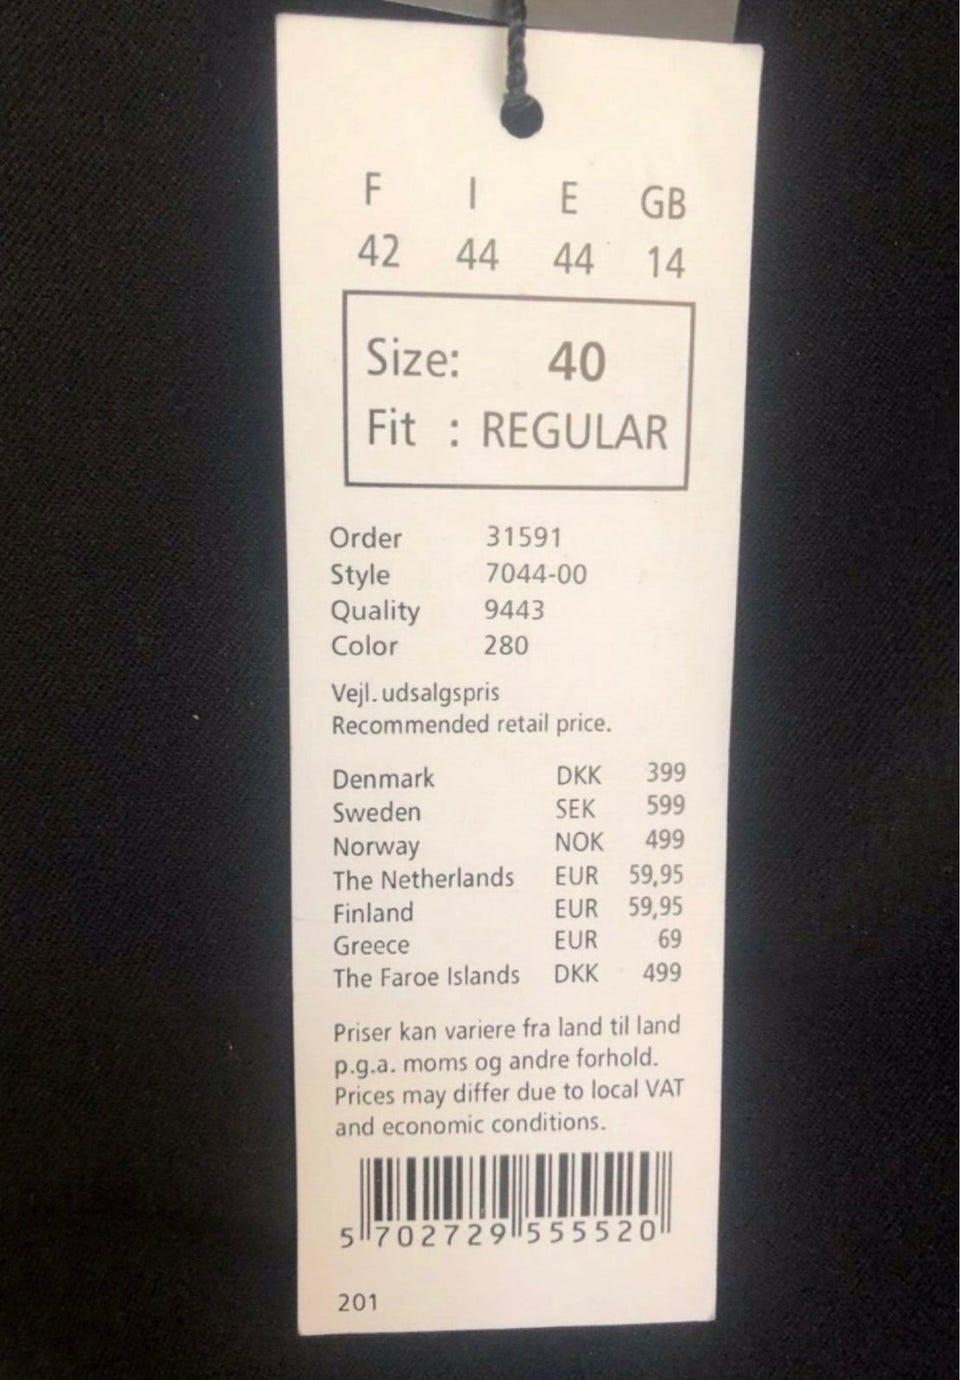 F I E GB
42 44 44 14
Size: 40
Fit : REGULAR
Order 31591
Style 7044-00
Quality 9443
Color 280
Vejl. udsalgspris
Recommended retail price.
Denmark DKK 399
Sweden SEK 599
Norway NOK 499
The Netherlands EUR 59,95
Finland EUR 59,95
Greece EUR 69
The Faroe Islands DKK 499
Priser kan variere fra land til land
p.g.a. moms og andre forhold.
Prices may differ due to local VAT
and economic conditions.
5 702729 555520
201